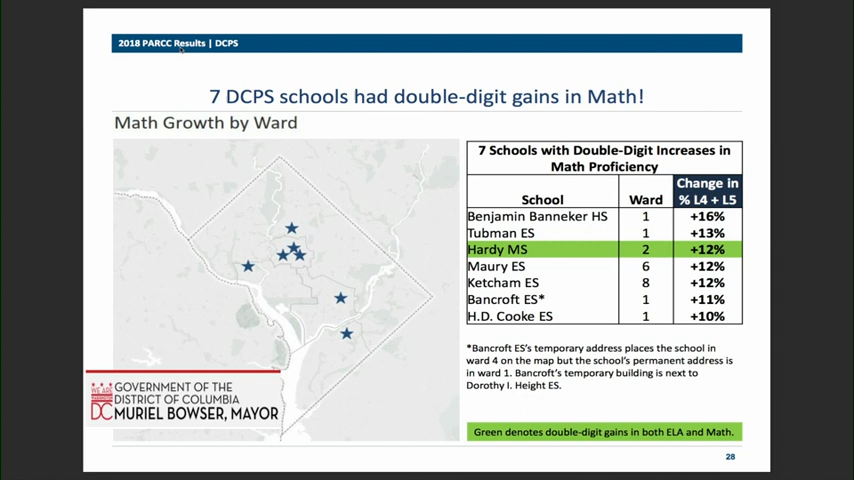 2018 PARCC Results | DCPS
7 DCPS schools had double-digit gains in Math!
Math Growth by Ward
7 Schools with Double-Digit Increases in
Math Proficiency
School Ward Change in
% L4 + L5
Benjamin Banneker HS 1 +16%
Tubman ES 1 +13%
Hardy MS 2 +12%
Maury ES 6 +12%
Ketcham ES 8 +12%
Bancroft ES* 1 +11%
H.D. Cooke ES 1 +10%
*Bancroft ES's temporary address places the school in
ward 4 on the map but the school's permanent address is
in ward 1. Bancroft's temporary building is next to
Dorothy I. Height ES.
Green denotes double-digit gains in both ELA and Math.
WE ARE
DC
GOVERNMENT OF THE
DISTRICT OF COLUMBIA
MURIEL BOWSER, MAYOR
28